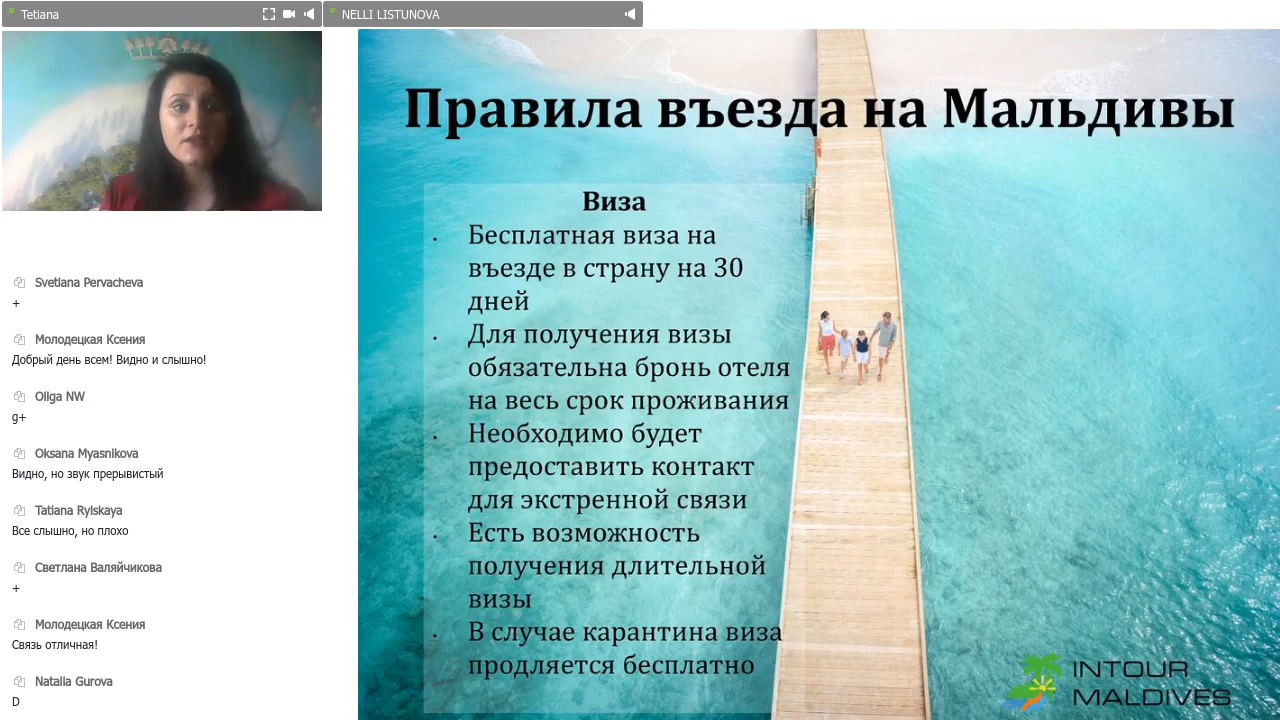 Tetiana
NELLI LISTUNOVA
Svetlana Pervacheva
+
Молодецкая Ксения
Добрый день всем! Видно и слышно!
Oliga NW
g+
Oksana Myasnikova
Видно, но звук прерывистый
Tatiana Rylskaya
Все слышно, но плохо
Светлана Валяйчикова
+
Молодецкая Ксения
Связь отличная!
Natalia Gurova
D
Правила въезда на Мальдивы
Виза
• Бесплатная виза на
въезде в страну на 30
дней
• Для получения визы
обязательна бронь отеля
на весь срок проживания
• Необходимо будет
предоставить контакт
для экстренной связи
• Есть возможность
получения длительной
визы
• В случае карантина виза
продляется бесплатно
INTOUR
MALDIVES